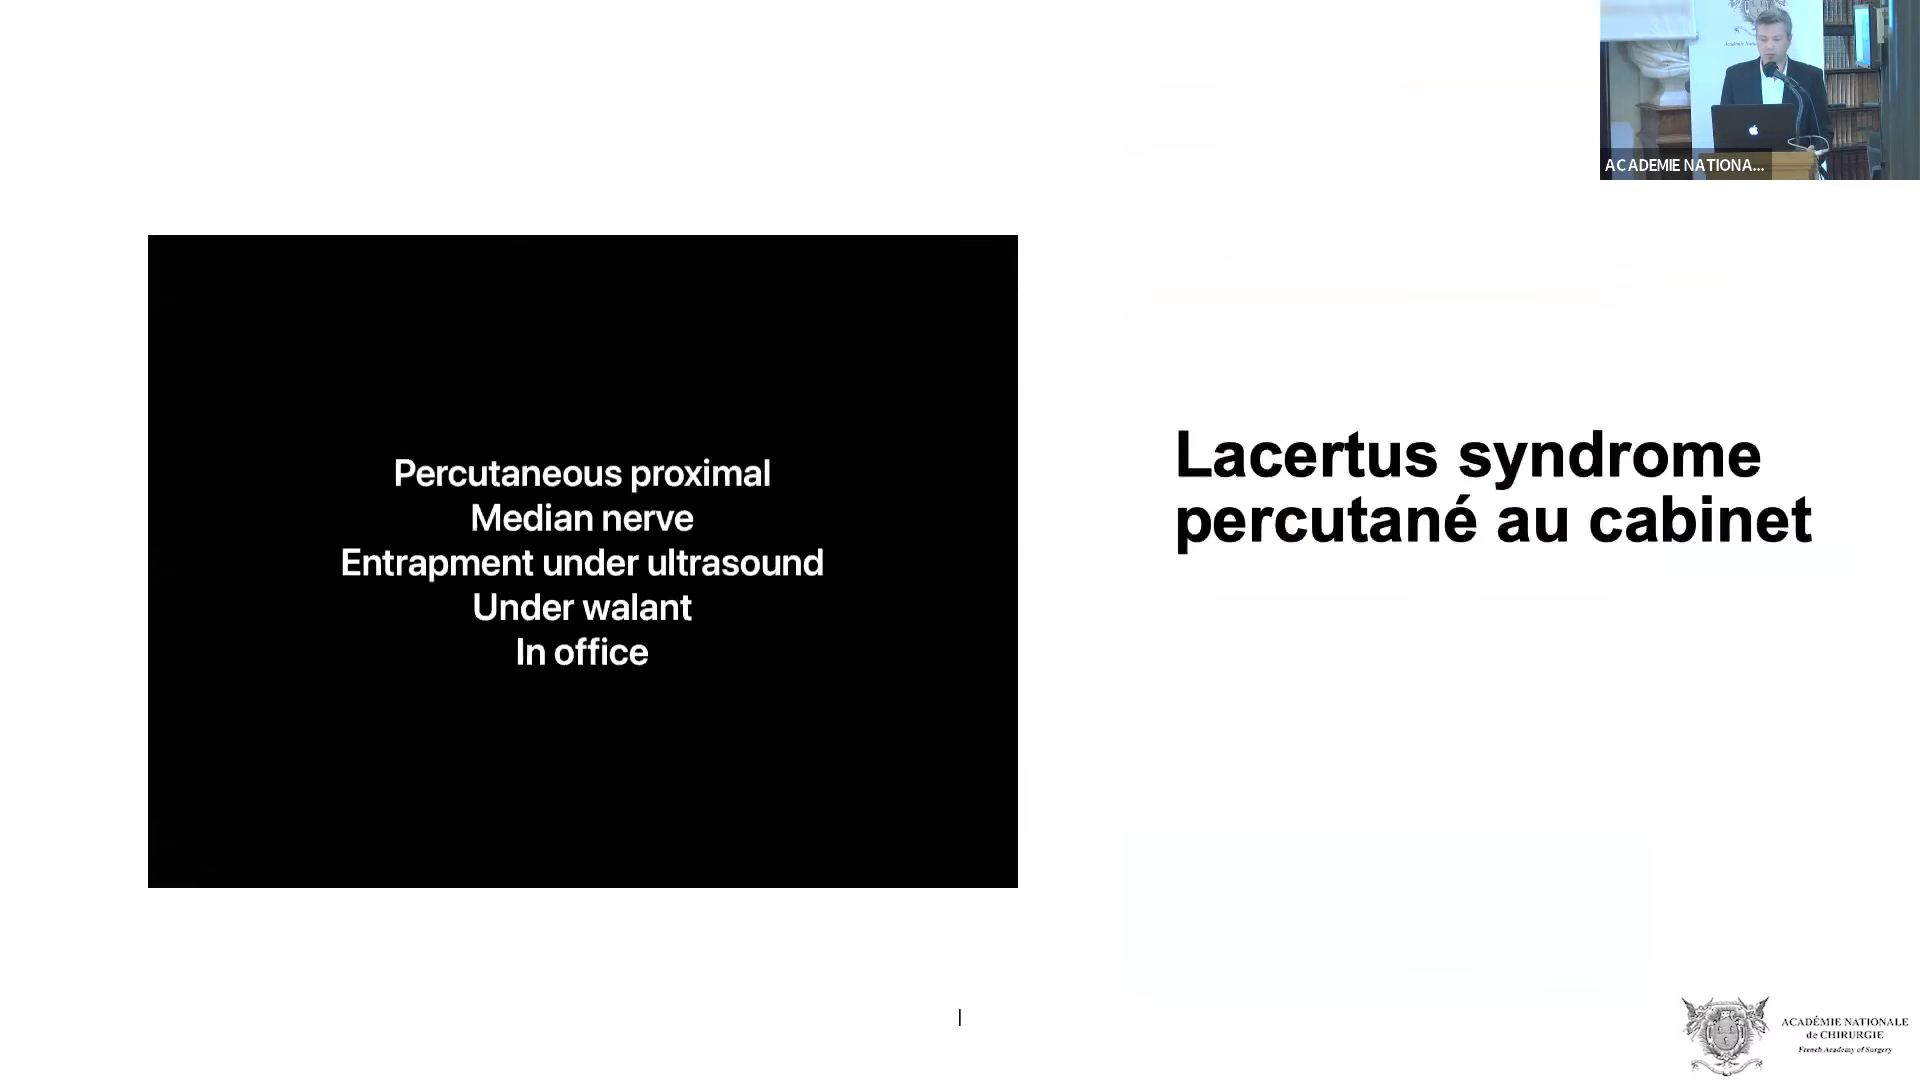 ACADEMIE NATIONA...
Percutaneous proximal
Median nerve
Entrapment under ultrasound
Under walant
In office
Lacertus syndrome
percutané au cabinet
ACADÉMIE NATIONALE
de CHIRURGIE
French Academy of Surgery